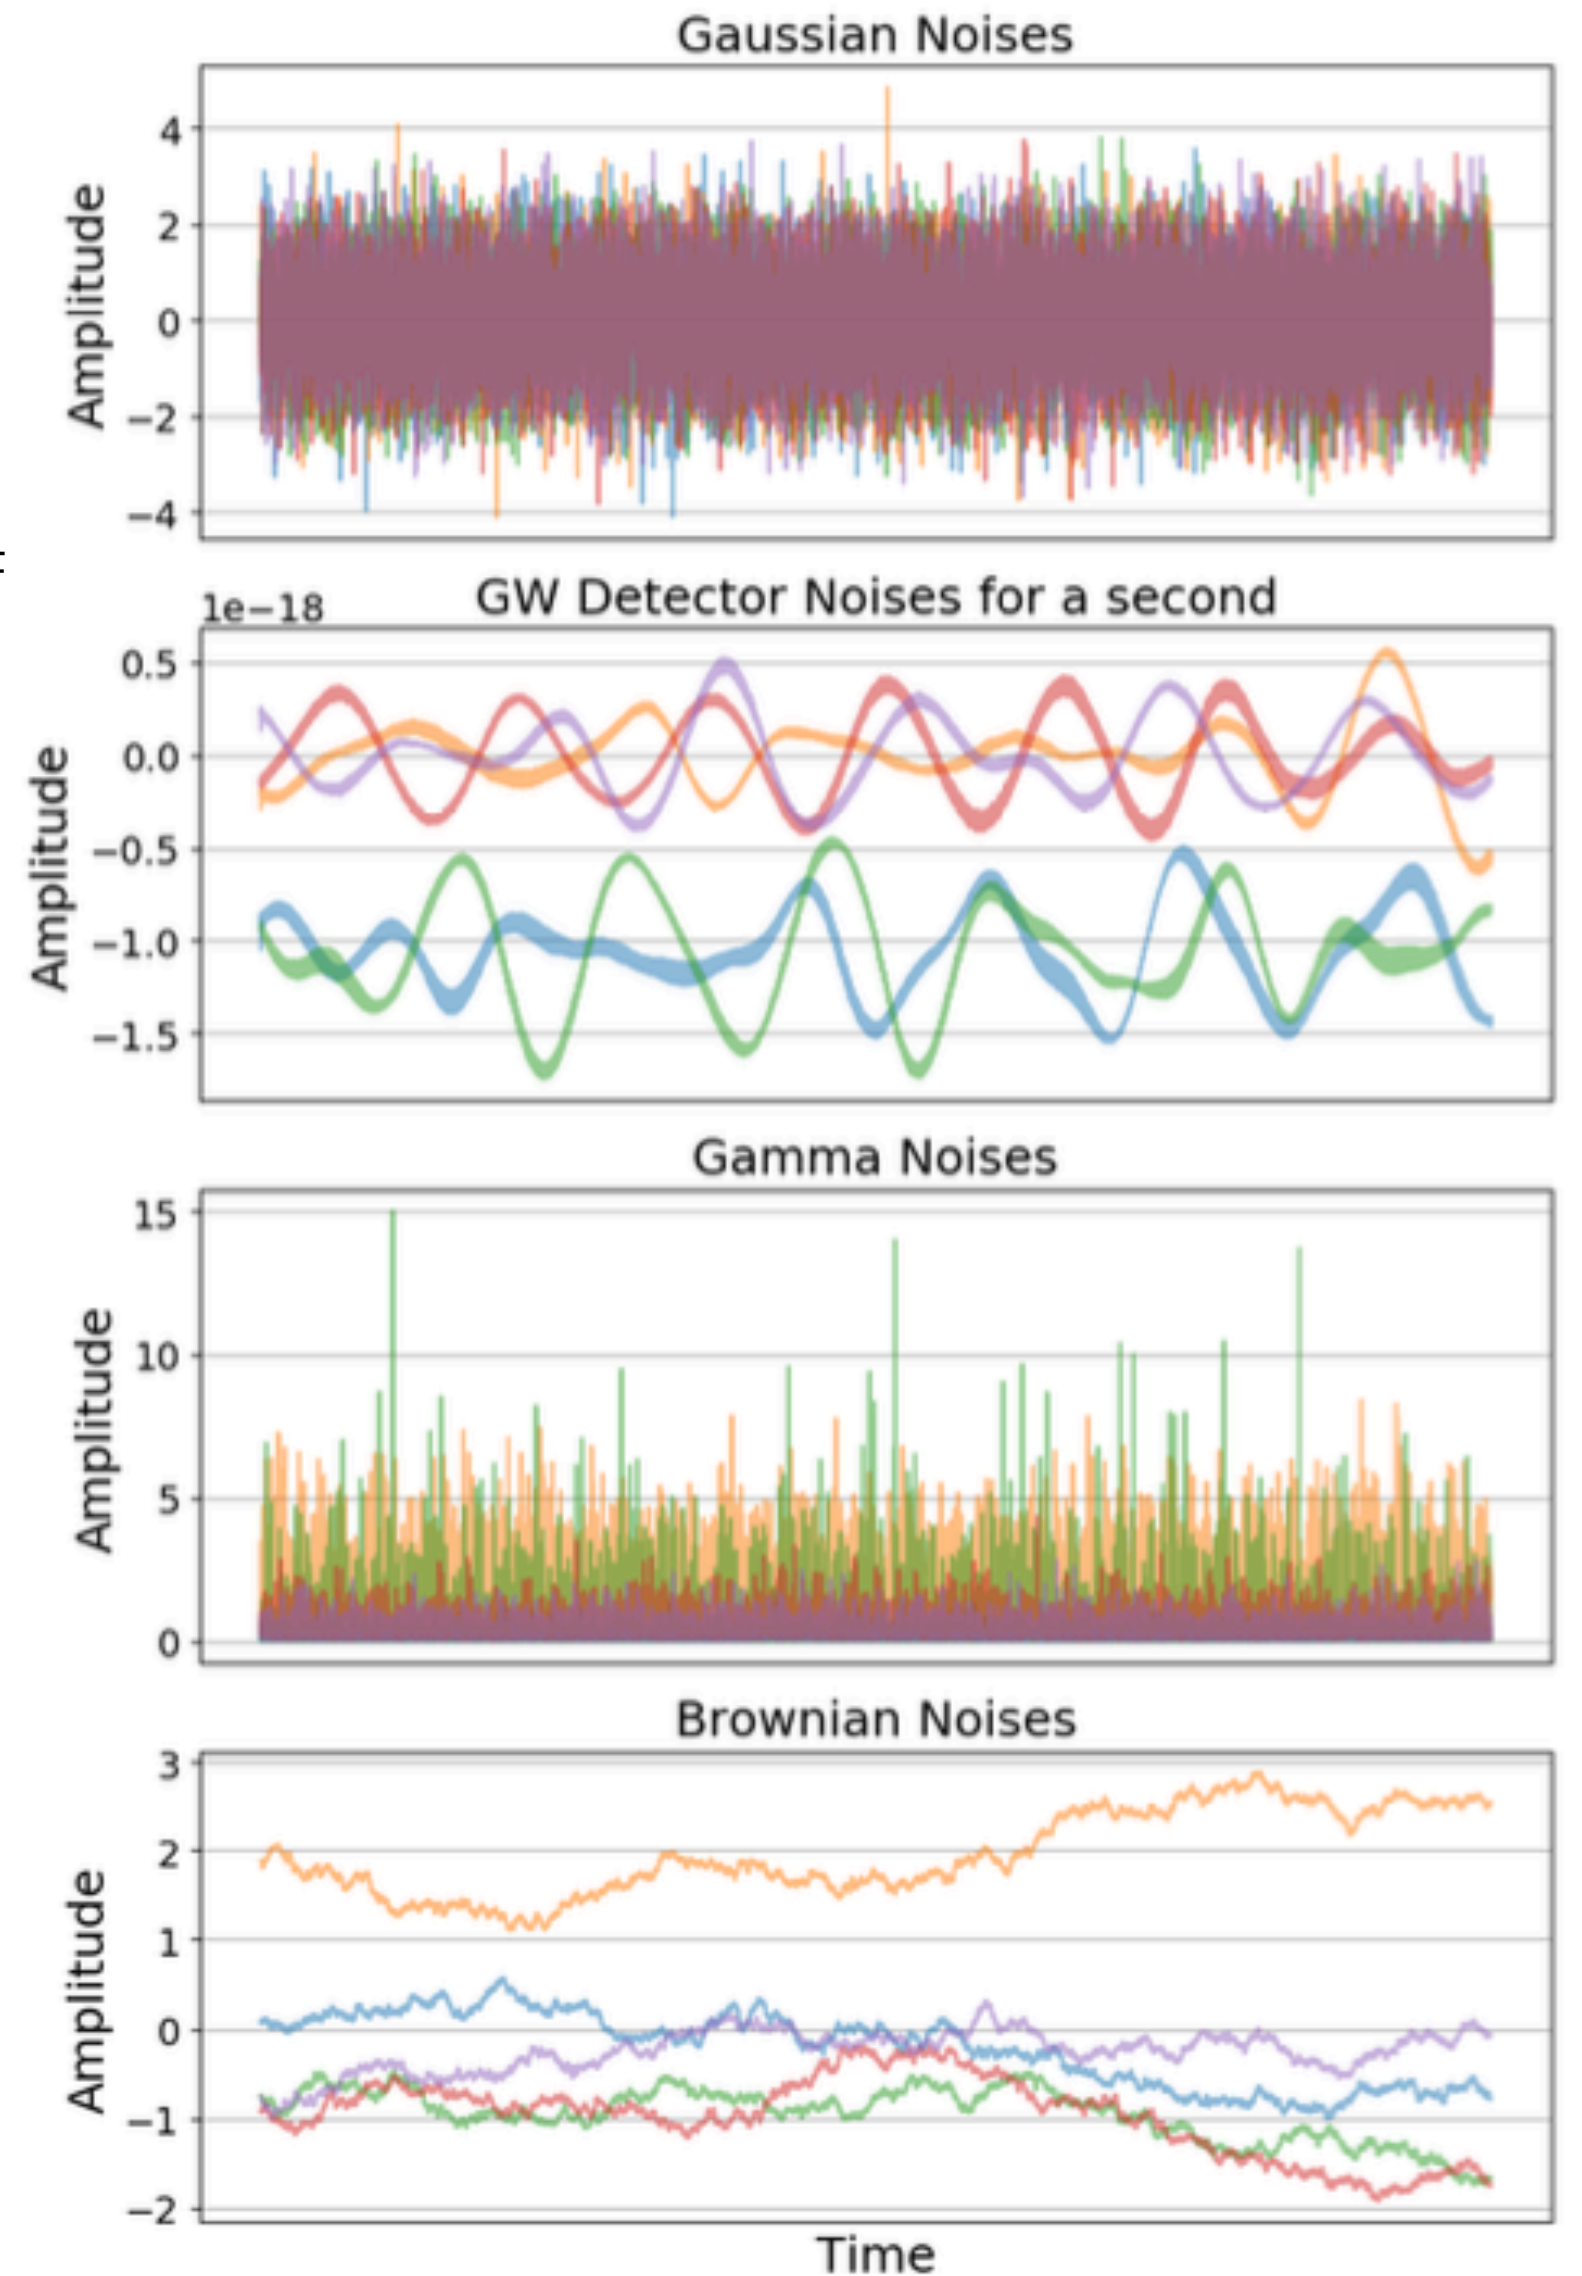 Gaussian Noises
Amplitude
4
2
0
−2
−4
GW Detector Noises for a second
1e−18
Amplitude
0.5
0.0
−0.5
−1.0
−1.5
Gamma Noises
Amplitude
15
10
5
0
Brownian Noises
Amplitude
3
2
1
0
−1
−2
Time